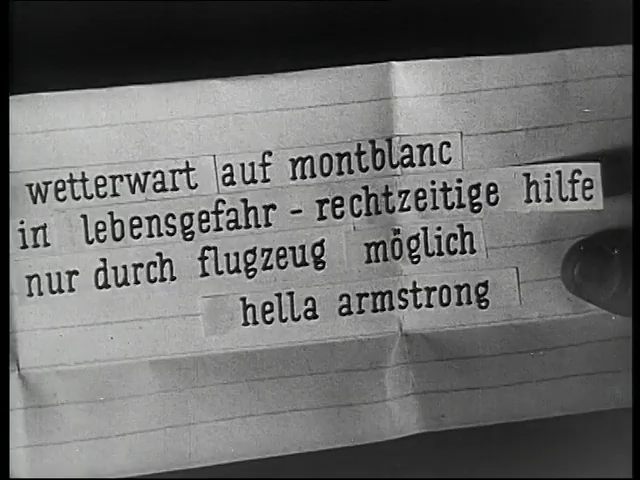 wetterwart auf montblanc
in lebensgefahr - rechtzeitige hilfe
nur durch flugzeug möglich
hella armstrong